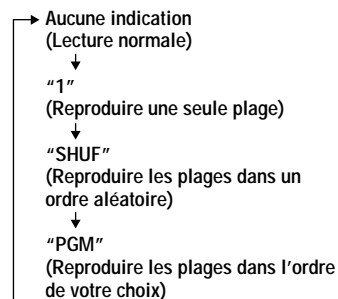 Aucune indication
(Lecture normale)
“1”
(Reproduire une seule plage)
“SHUF”
(Reproduire les plages dans un
ordre aléatoire)
“PGM”
(Reproduire les plages dans l’ordre
de votre choix)